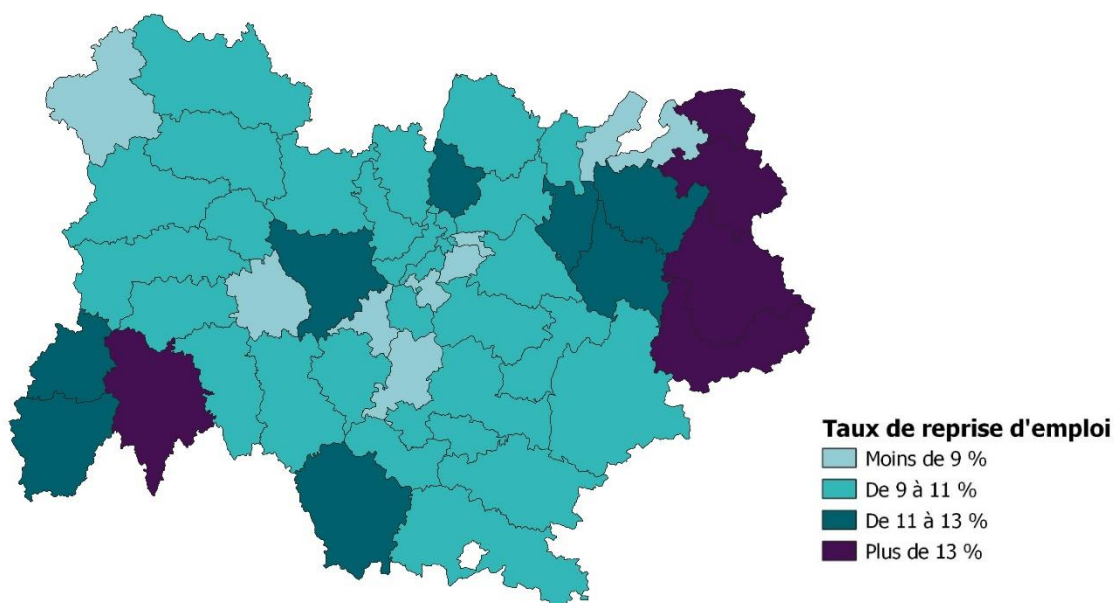 Taux de reprise d'emploi
Moins de 9 %
De 9 à 11 %
De 11 à 13 %
Plus de 13 %